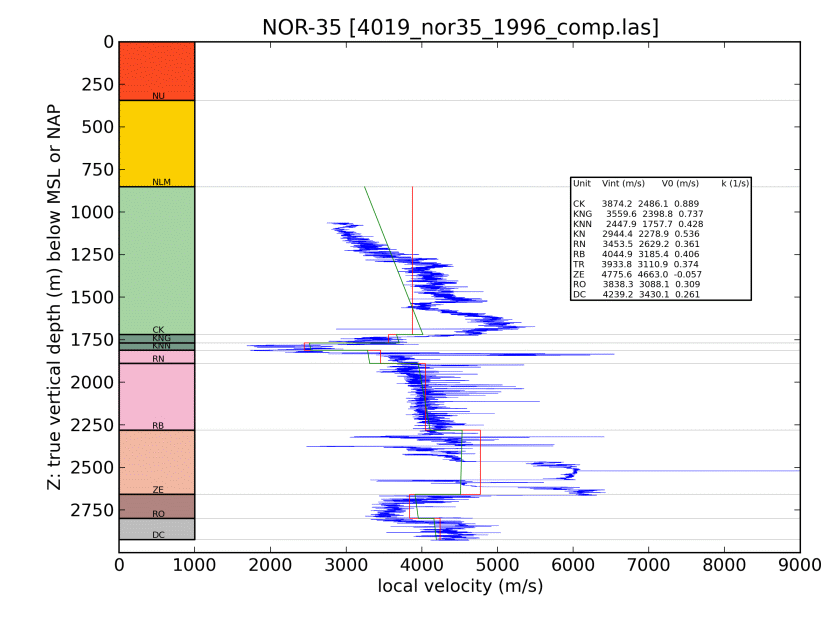 NOR-35 [4019_nor35_1996_comp.las]
Z: true vertical depth (m) below MSL or NAP
0
250
500
750
1000
1250
1500
1750
2000
2250
2500
2750
NU
NLM
CK
KNG
KNN
RN
RB
ZE
RO
DC
Unit Vint (m/s) V0 (m/s) k (1/s)
CK 3874.2 2486.1 0.889
KNG 3559.6 2398.8 0.737
KNN 2447.9 1757.7 0.428
KN 2944.4 2278.9 0.536
RN 3453.5 2629.2 0.361
RB 4044.9 3185.4 0.406
TR 3933.8 3110.9 0.374
ZE 4775.6 4663.0 -0.057
RO 3838.3 3088.1 0.309
DC 4239.2 3430.1 0.261
0 1000 2000 3000 4000 5000 6000 7000 8000 9000
local velocity (m/s)